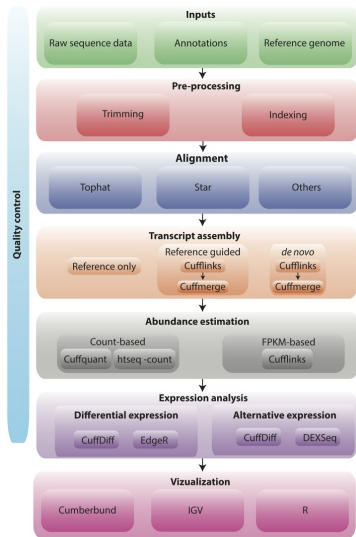 Quality control
Inputs
Raw sequence data
Annotations
Reference genome
Pre-processing
Trimming
Indexing
Alignment
Tophat
Star
Others
Transcript assembly
Reference only
Reference guided
Cufflinks
Cuffmerge
de novo
Cufflinks
Cuffmerge
Abundance estimation
Count-based
Cuffquant
htseq -count
FPKM-based
Cufflinks
Expression analysis
Differential expression
CuffDiff
EdgeR
Alternative expression
CuffDiff
DEXSeq
Vizualization
Cumberbund
IGV
R